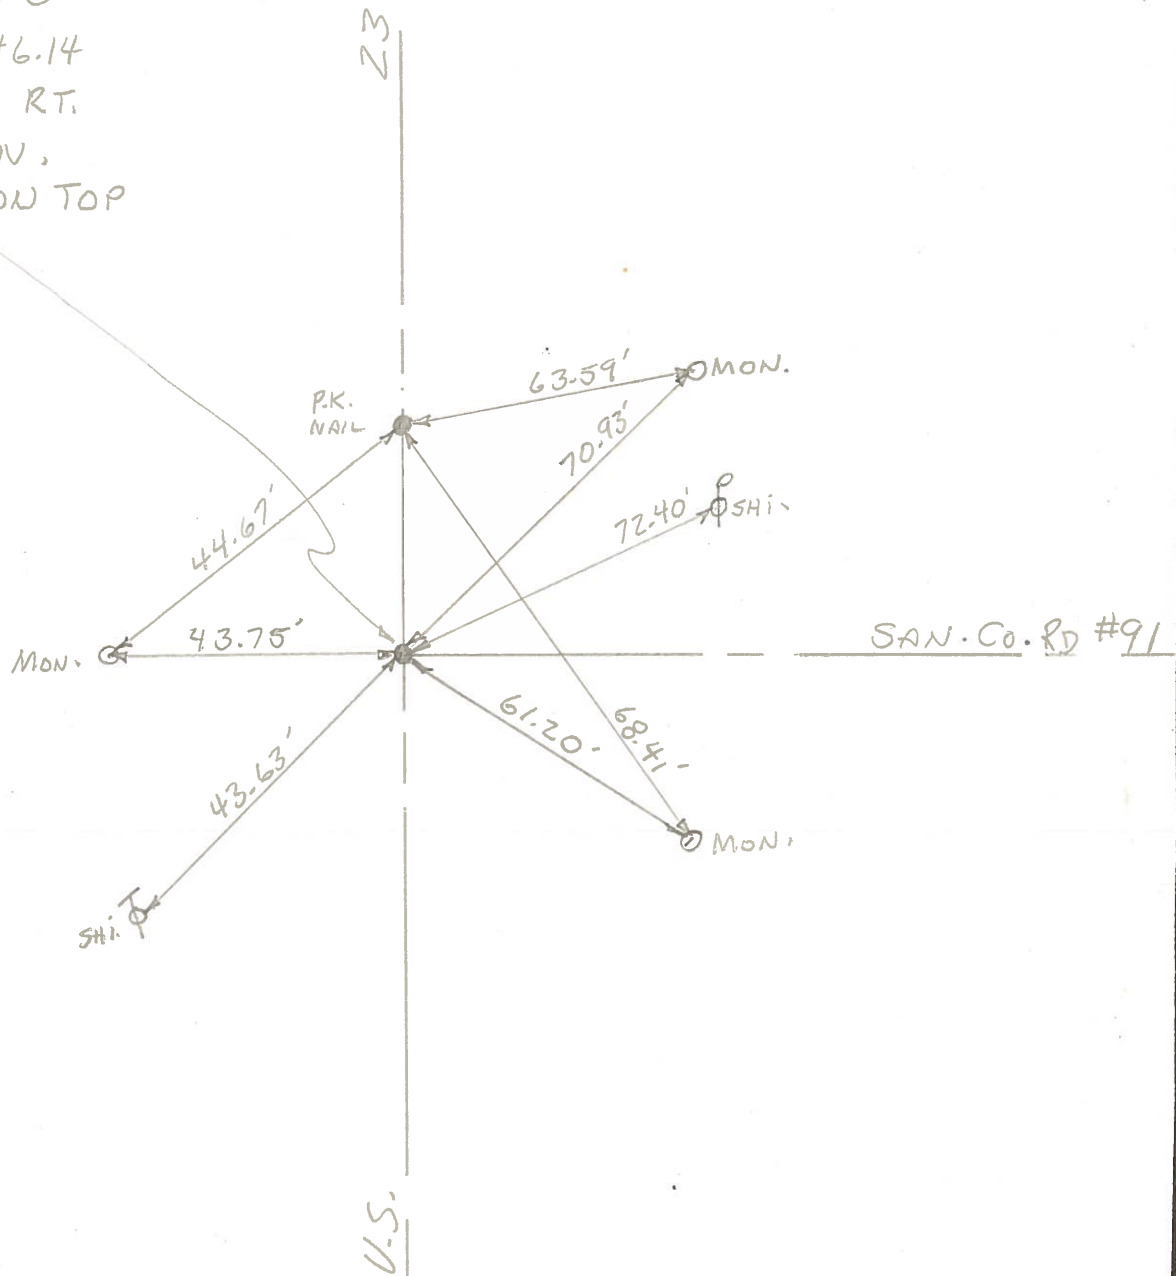 6.14
RT.
ON TOP
23
P.K.
NAIL
63.59'
MON.
70.93'
72.40'
SHi.
44.67'
43.75'
MON.
SAN. CO. RD #91
61.20'
68.41'
MON.
43.63'
SHi.
U.S.